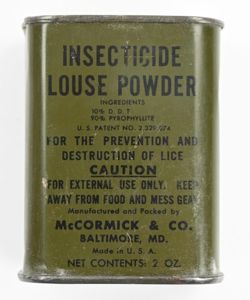 INSECTICIDE
LOUSE POWDER
INGREDIENTS
10% D. D. T.
90% PYROPHYLLITE
U. S. PATENT NO. 2,329,074
FOR THE PREVENTION AND
DESTRUCTION OF LICE
CAUTION
FOR EXTERNAL USE ONLY. KEEP
AWAY FROM FOOD AND MESS GEAR
Manufactured and Packed by
McCORMICK & CO.
BALTIMORE, MD.
Made in U. S. A.
NET CONTENTS: 2 OZ.